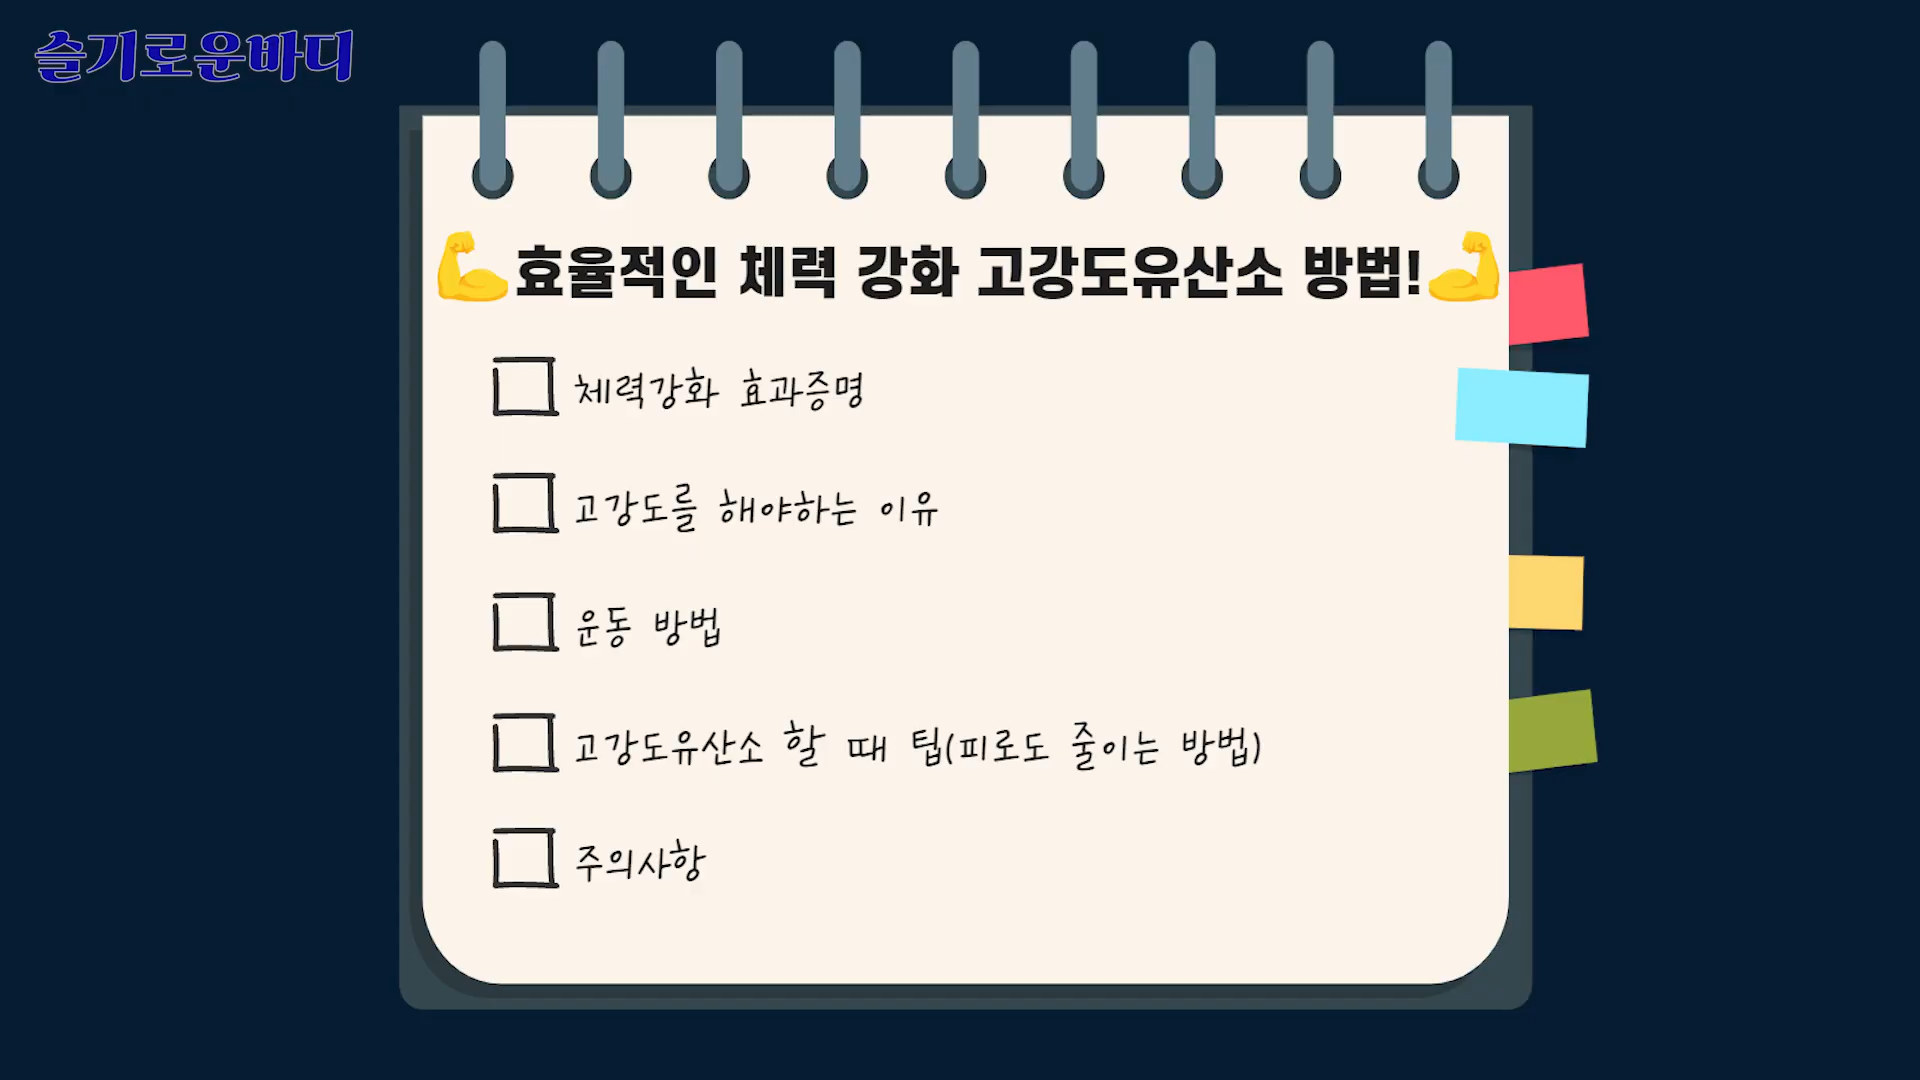 슬기로운바디
💪효율적인 체력 강화 고강도유산소 방법!💪
체력강화 효과증명
고강도를 해야하는 이유
운동 방법
고강도유산소 할 때 팁(피로도 줄이는 방법)
주의사항